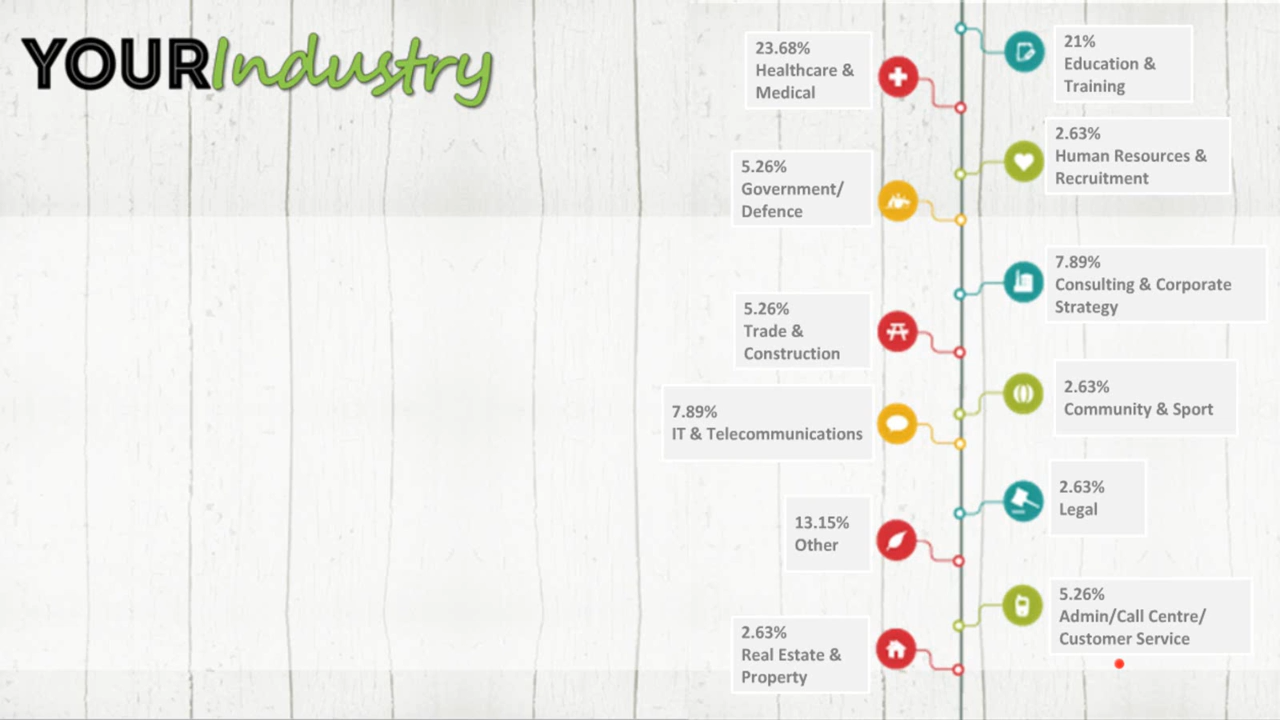 YOURIndustry
23.68%
Healthcare &
Medical
21%
Education &
Training
2.63%
Human Resources &
Recruitment
5.26%
Government/
Defence
7.89%
Consulting & Corporate
Strategy
5.26%
Trade &
Construction
2.63%
Community & Sport
7.89%
IT & Telecommunications
2.63%
Legal
13.15%
Other
5.26%
Admin/Call Centre/
Customer Service
2.63%
Real Estate &
Property